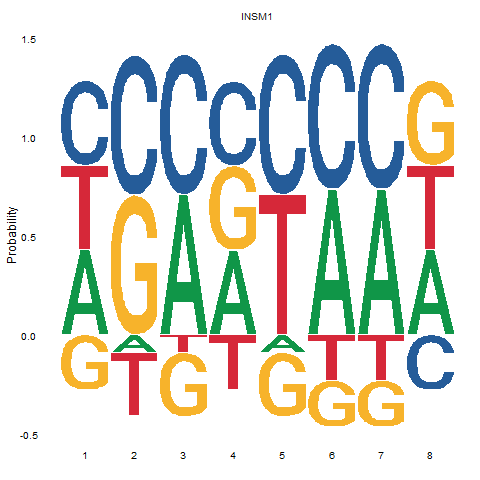 INSM1
1.5
1.0
0.5
0.0
-0.5
Probability
C C C C C C C G
T G A G T A A T
A A T A A T T A
G T G T G G G C
1 2 3 4 5 6 7 8